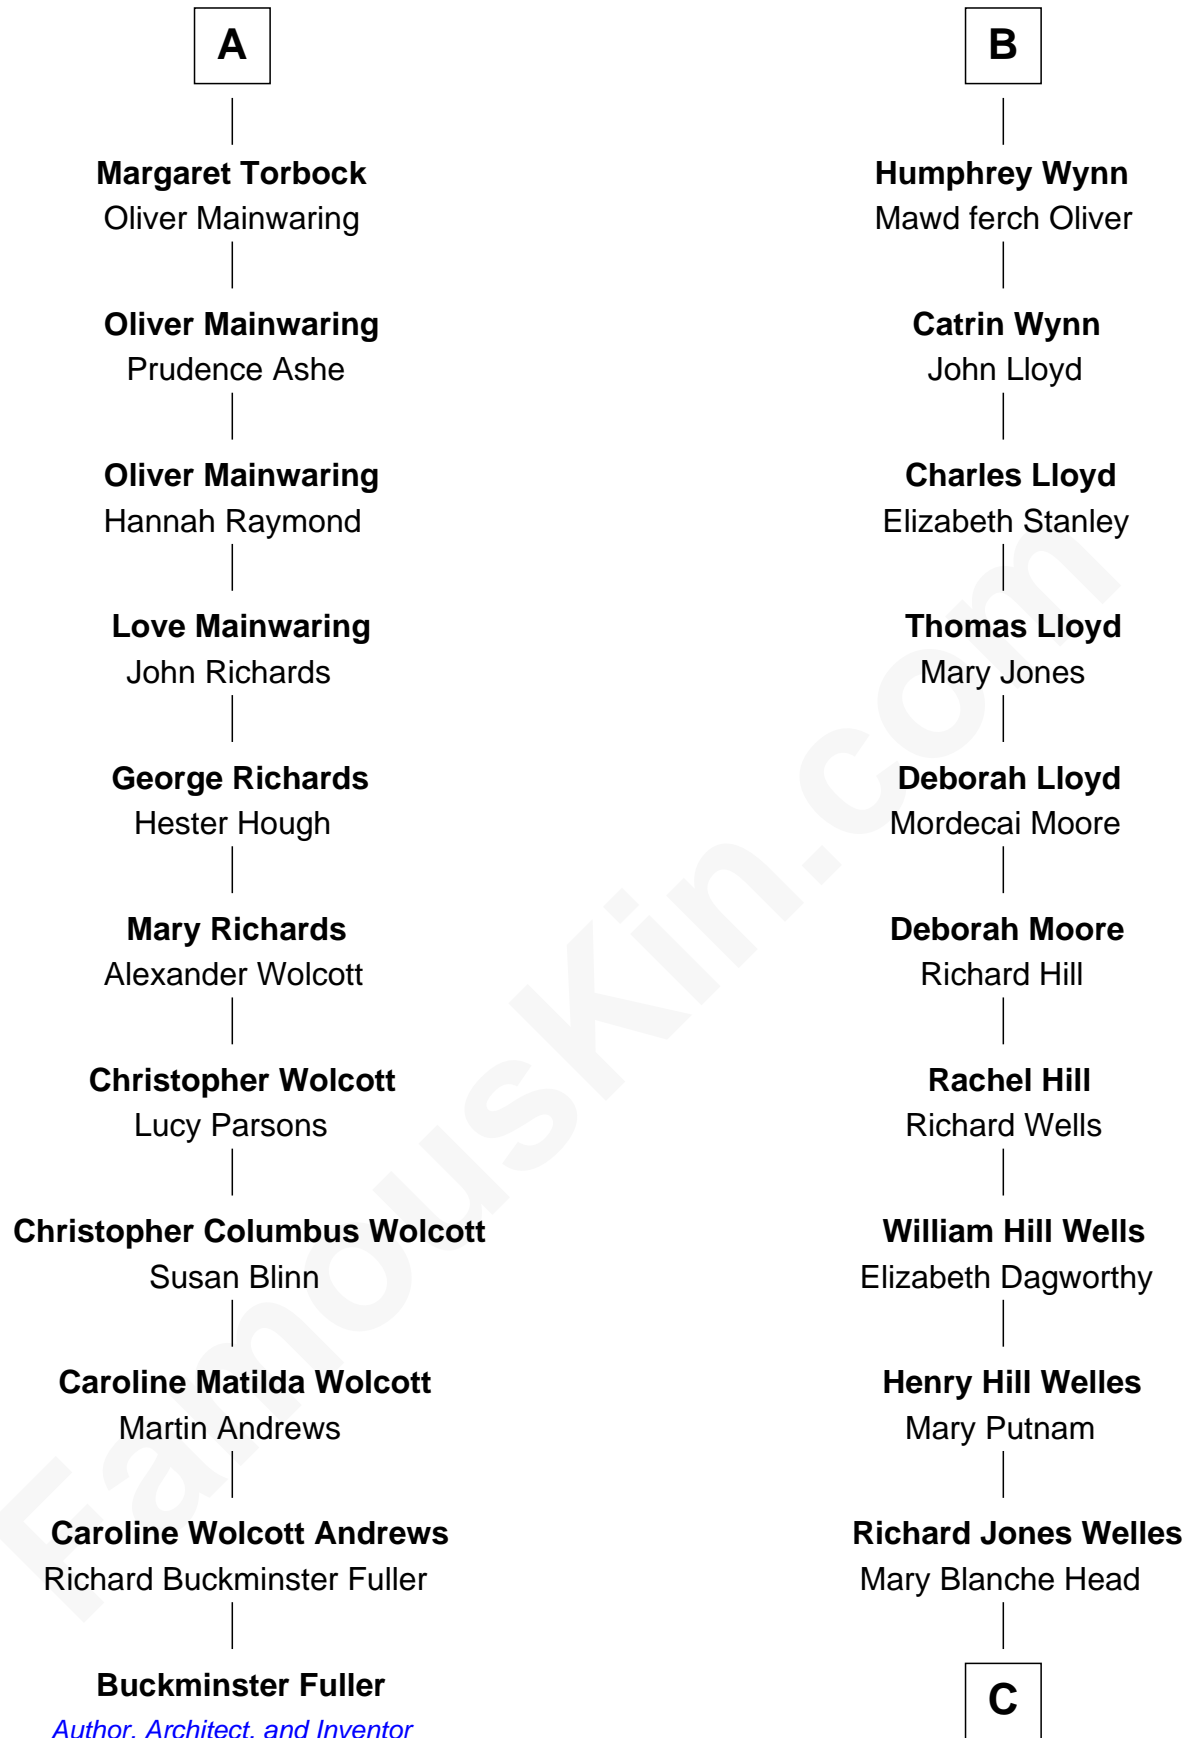 A
Margaret Torbock
Oliver Mainwaring
Oliver Mainwaring
Prudence Ashe
Oliver Mainwaring
Hannah Raymond
Love Mainwaring
John Richards
George Richards
Hester Hough
Mary Richards
Alexander Wolcott
Christopher Wolcott
Lucy Parsons
Christopher Columbus Wolcott
Susan Blinn
Caroline Matilda Wolcott
Martin Andrews
Caroline Wolcott Andrews
Richard Buckminster Fuller
Buckminster Fuller
Author, Architect, and Inventor
B
Humphrey Wynn
Mawd ferch Oliver
Catrin Wynn
John Lloyd
Charles Lloyd
Elizabeth Stanley
Thomas Lloyd
Mary Jones
Deborah Lloyd
Mordecai Moore
Deborah Moore
Richard Hill
Rachel Hill
Richard Wells
William Hill Wells
Elizabeth Dagworthy
Henry Hill Welles
Mary Putnam
Richard Jones Welles
Mary Blanche Head
C
FamousKin.com